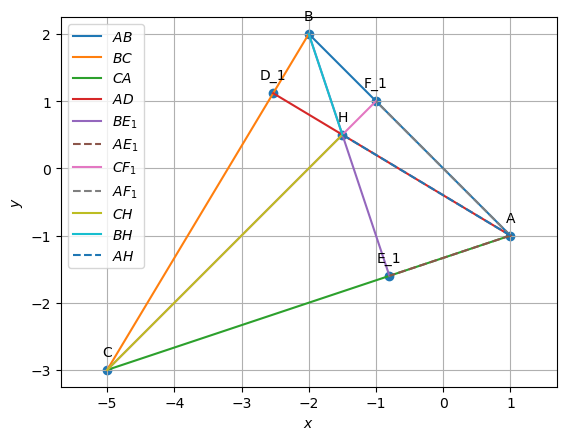 B
D_1
F_1
H
A
E_1
C
AB
BC
CA
AD
BE₁
AE₁
CF₁
AF₁
CH
BH
AH
2
1
0
−1
−2
−3
y
−5
−4
−3
−2
−1
0
1
x